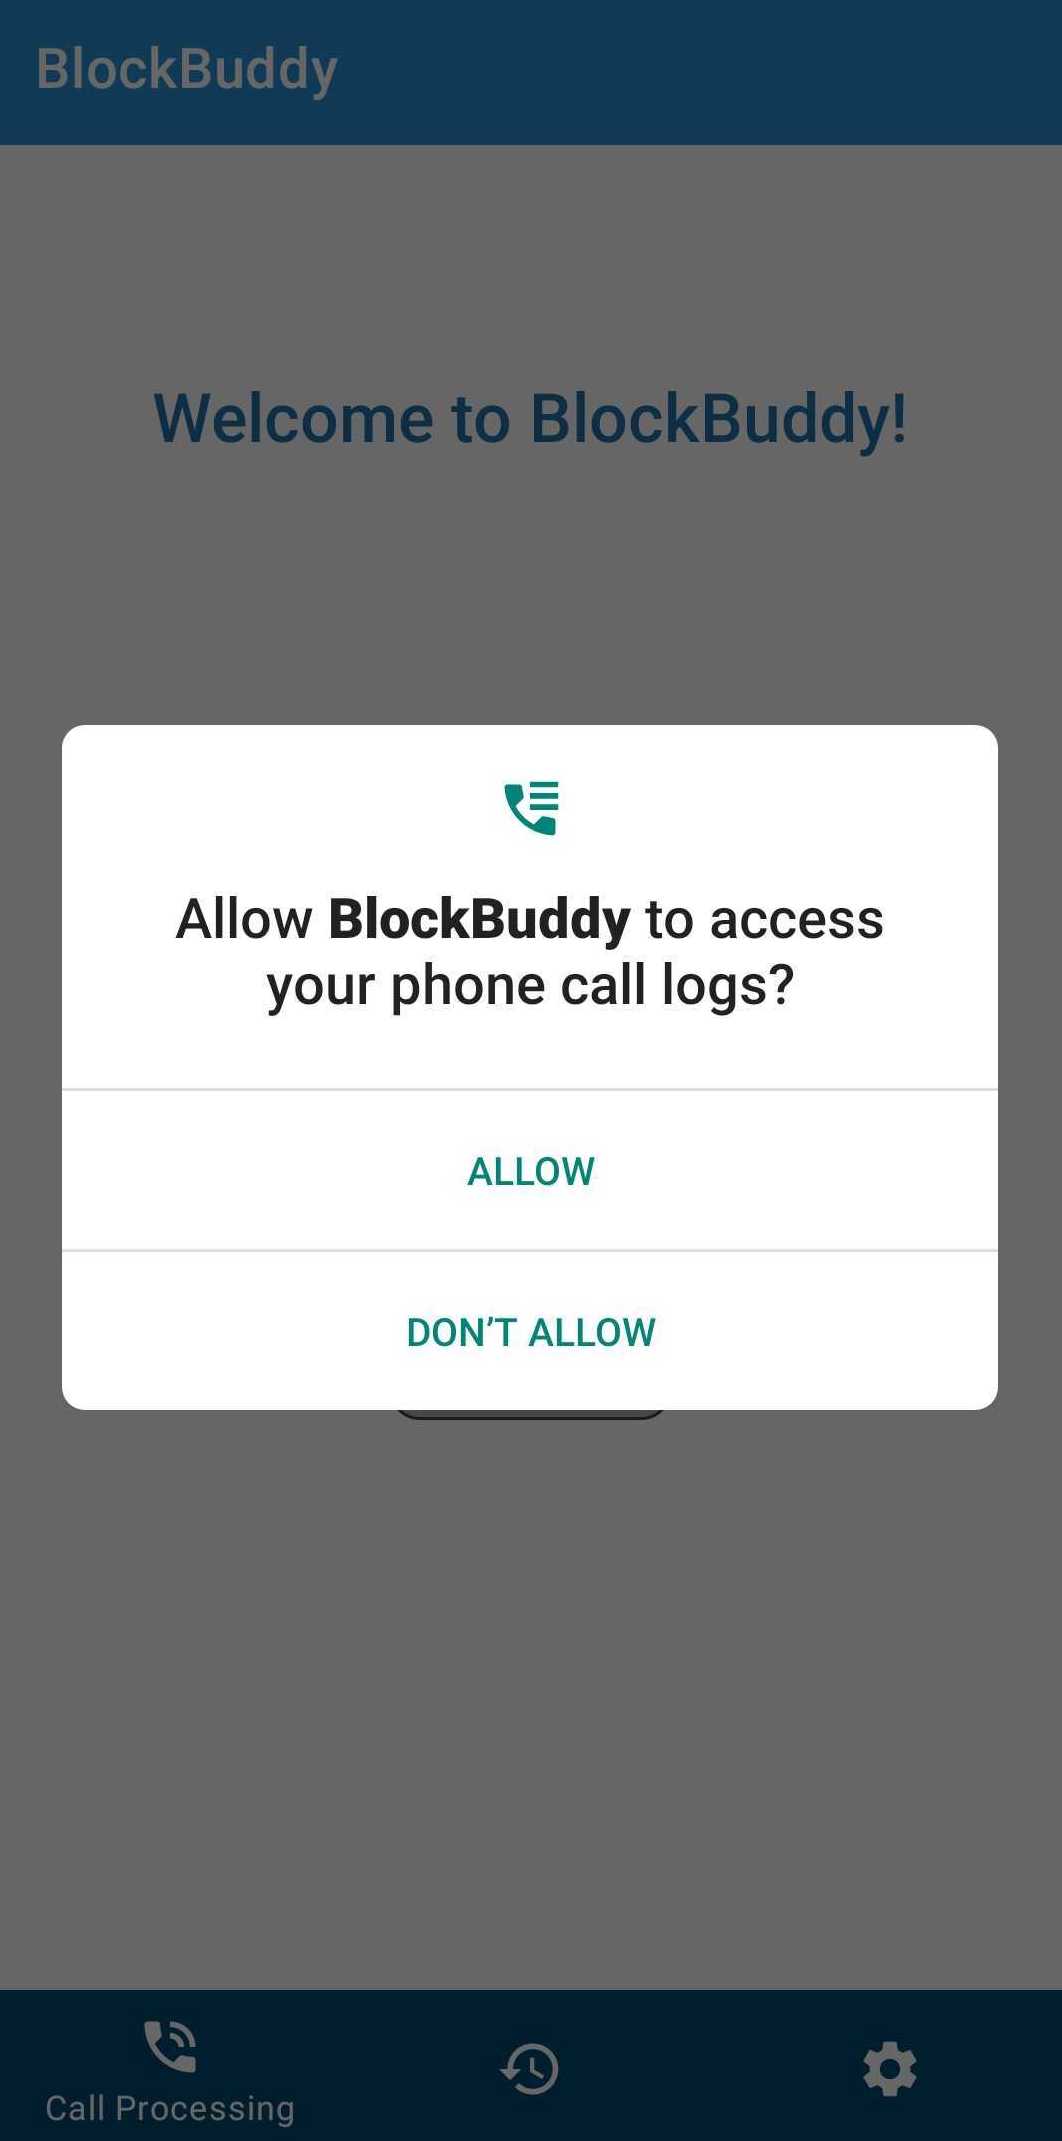 BlockBuddy
Welcome to BlockBuddy!
Allow BlockBuddy to access
your phone call logs?
ALLOW
DON’T ALLOW
Call Processing